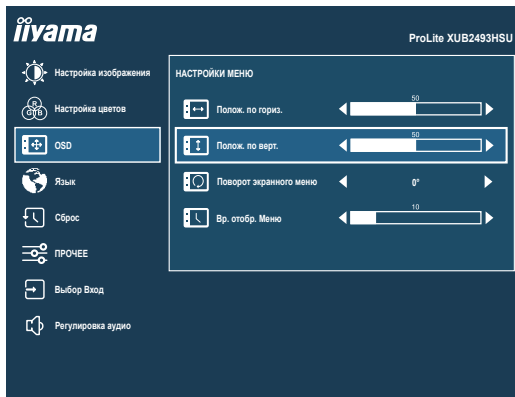 iiyama
ProLite XUB2493HSU
Настройка изображения
Настройка цветов
R
G B
OSD
Язык
Сброс
ПРОЧЕЕ
Выбор Вход
Регулировка аудио
НАСТРОЙКИ МЕНЮ
Полож. по гориз.
50
Полож. по верт.
50
Поворот экранного меню
0°
Вр. отобр. Меню
10